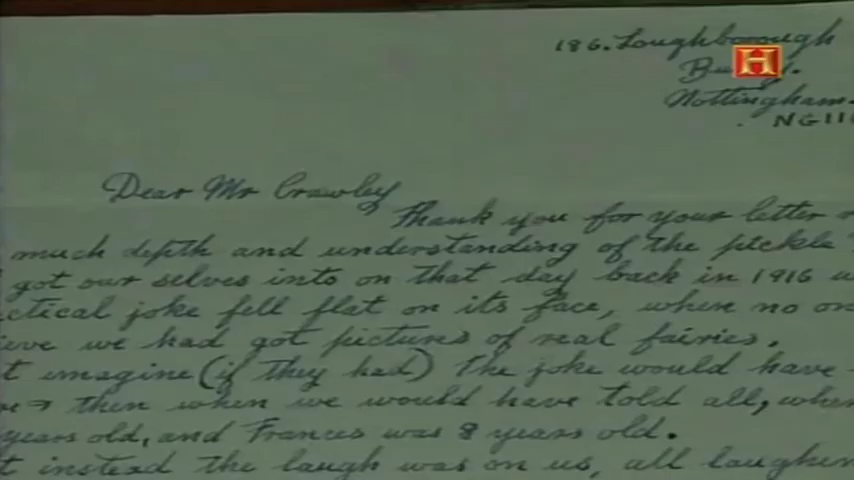 186. Loughborough
Nottingham.
NG11
H
Dear Mr Crawley
Thank you for your letter
much depth and understanding of the pickle
got our selves into on that day back in 1916
ctical joke fell flat on its face, when no on
eve we had got pictures of real fairies.
t imagine (if they had) the joke would have
then when we would have told all, when
years old, and Frances was 8 years old.
t instead the laugh was on us, all laughter